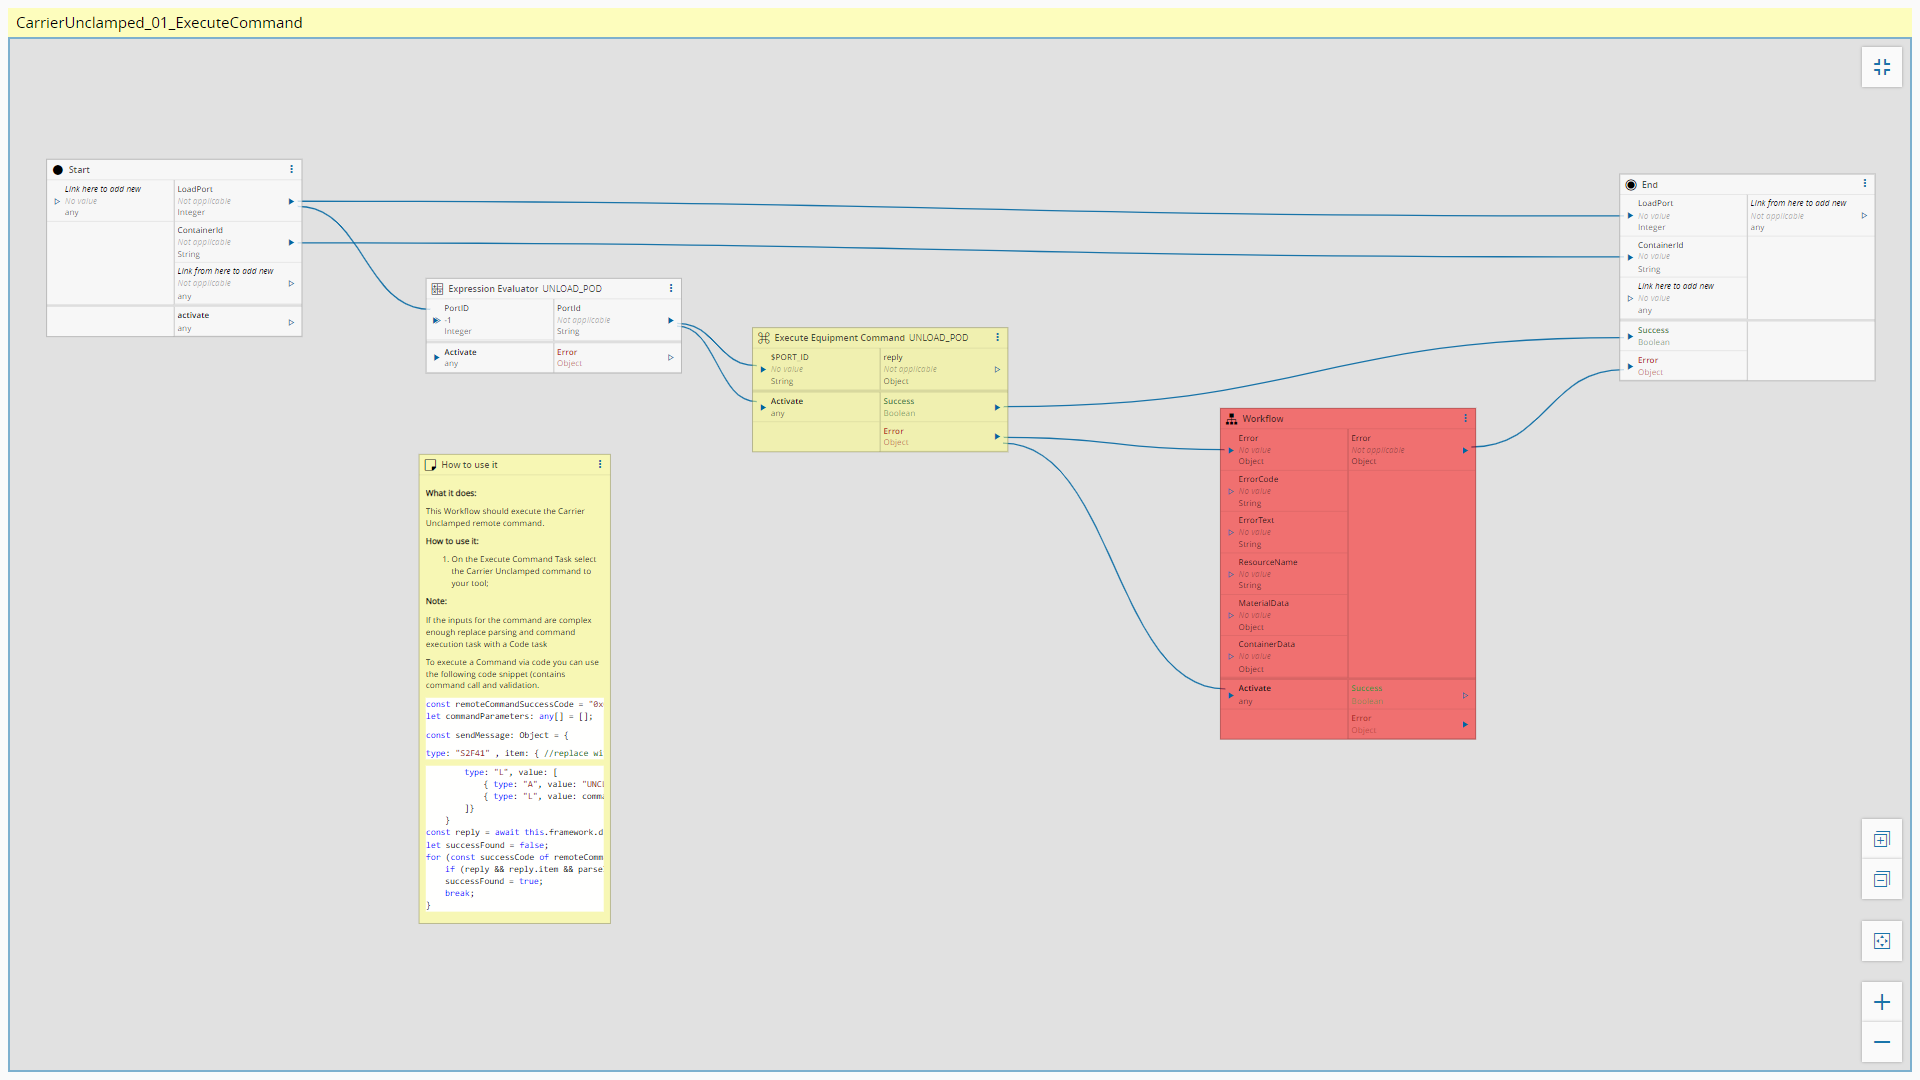 CarrierUnclamped_01_ExecuteCommand
Start
Link here to add new
No value
any
LoadPort
Not applicable
Integer
ContainerId
Not applicable
String
Link from here to add new
Not applicable
any
activate
any
Expression Evaluator UNLOAD_POD
PortID
-1
Integer
PortId
Not applicable
String
Activate
any
Error
Object
Execute Equipment Command UNLOAD_POD
$PORT_ID
No value
String
reply
Not applicable
Object
Activate
any
Success
Boolean
Error
Object
How to use it
What it does:
This Workflow should execute the Carrier
Unclamped remote command.
How to use it:
1. On the Execute Command Task select
the Carrier Unclamped command to
your tool;
Note:
If the inputs for the command are complex
enough replace parsing and command
execution task with a Code task
To execute a Command via code you can use
the following code snippet (contains
command call and validation.
const remoteCommandSuccessCode = "0x
let commandParameters: any[] = [];
const sendMessage: Object = {
type: "S2F41" , item: { //replace wi
type: "L", value: [
{ type: "A", value: "UNCL
{ type: "L", value: comma
]}
}
const reply = await this.framework.d
let successFound = false;
for (const successCode of remoteComm
if (reply && reply.item && parse
successFound = true;
break;
}
Workflow
Error
No value
Object
ErrorCode
No value
String
ErrorText
No value
String
ResourceName
No value
String
MaterialData
No value
Object
ContainerData
No value
Object
Error
Not applicable
Object
Activate
any
Success
Boolean
Error
Object
End
LoadPort
No value
Integer
ContainerId
No value
String
Link here to add new
No value
any
Link from here to add new
Not applicable
any
Success
Boolean
Error
Object